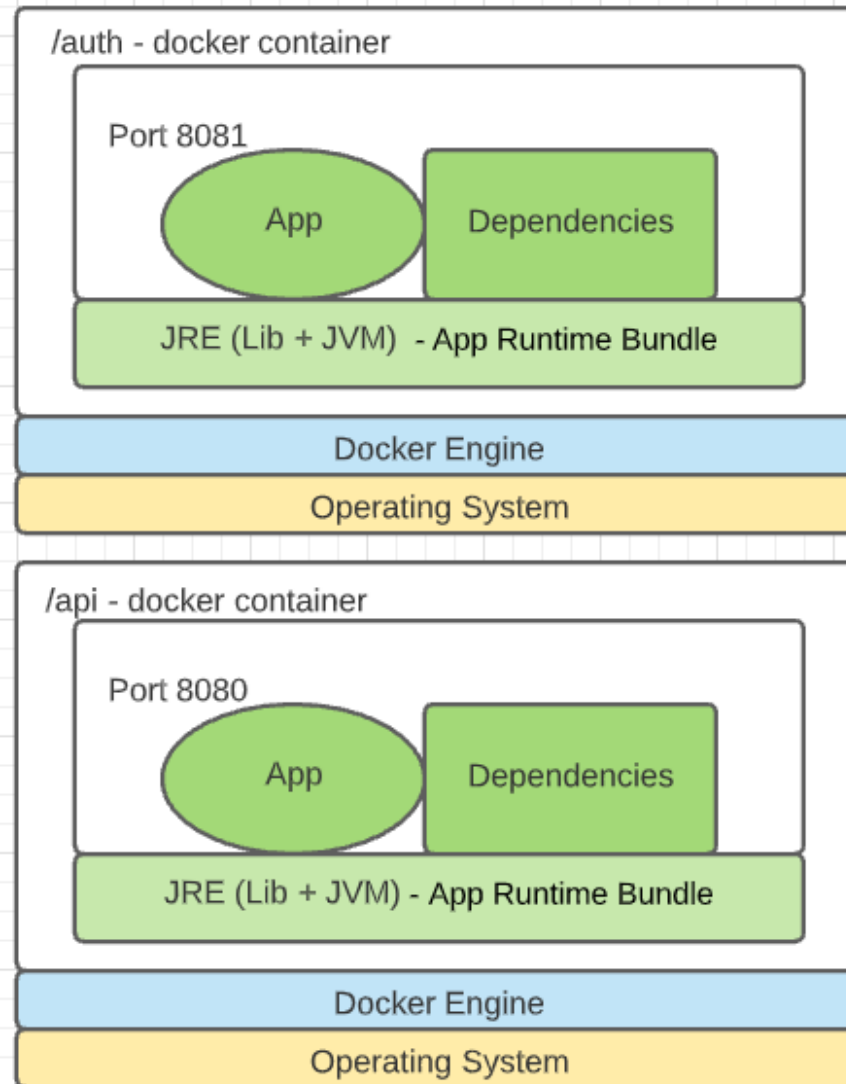 /auth - docker container
Port 8081
App
Dependencies
JRE (Lib + JVM) - App Runtime Bundle
Docker Engine
Operating System
/api - docker container
Port 8080
App
Dependencies
JRE (Lib + JVM) - App Runtime Bundle
Docker Engine
Operating System